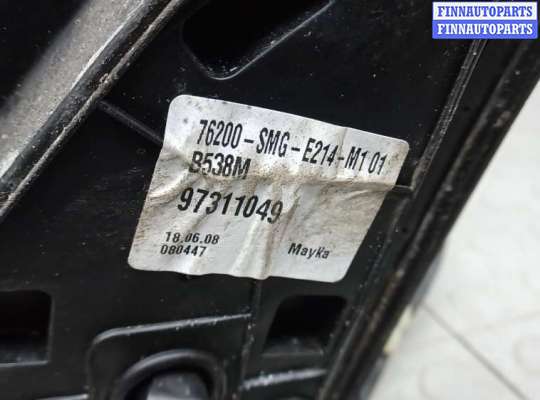 FINNAUTOPARTS
FINNAUTOPARTS
76200-SMG-E214-M1 01
B538M
97311049
18.06.08
080447
Mayka